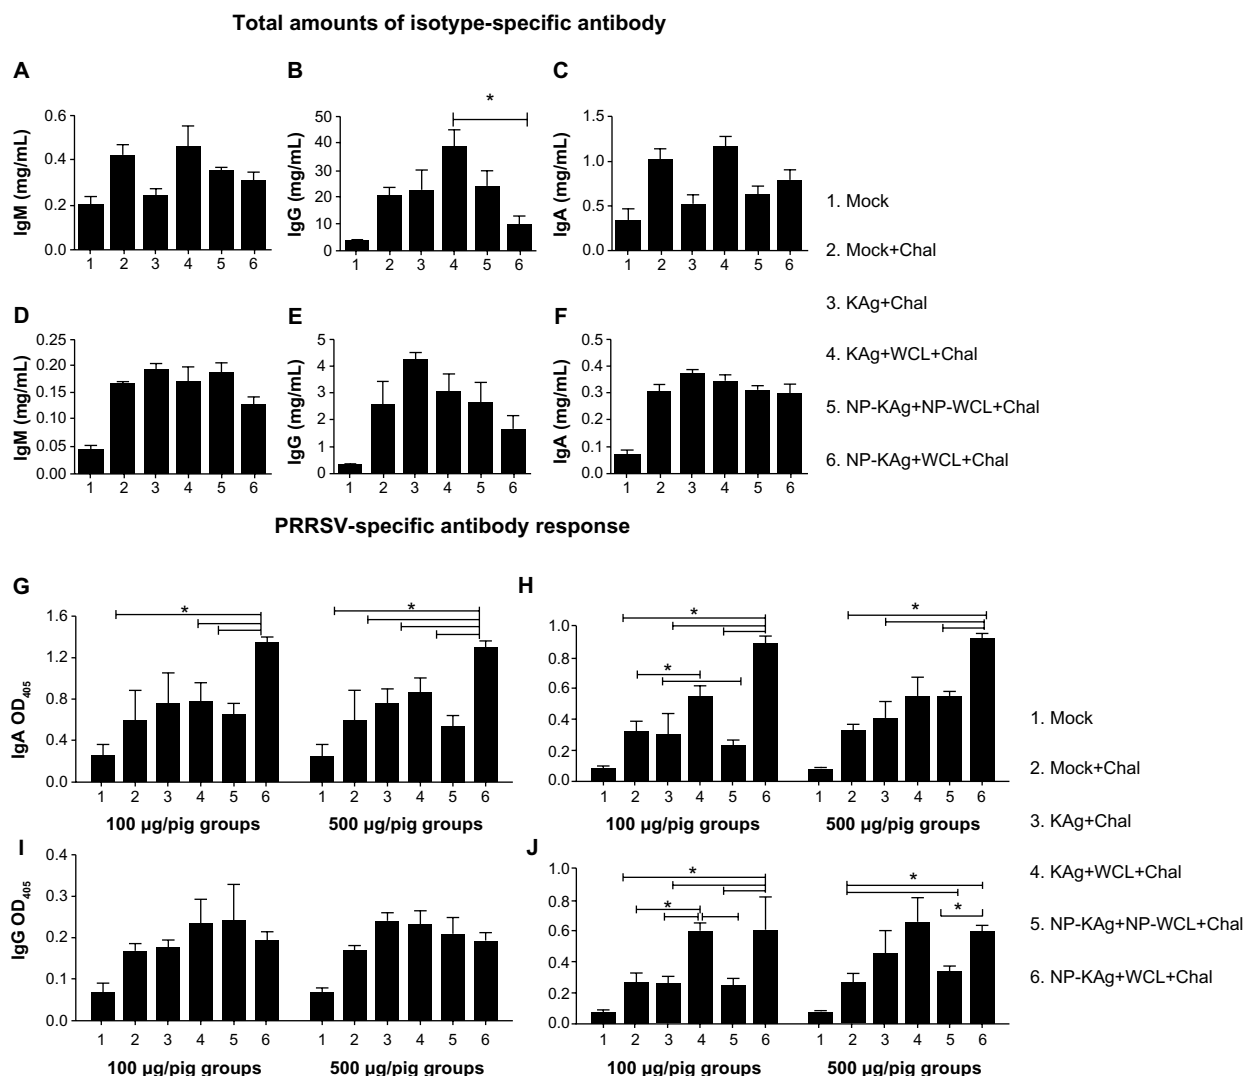 Total amounts of isotype-specific antibody
A
B
C
IgM (mg/mL)
0.6
0.4
0.2
0.0
1 2 3 4 5 6
IgG (mg/mL)
50
40
30
20
10
0
*
1 2 3 4 5 6
IgA (mg/mL)
1.5
1.0
0.5
0.0
1 2 3 4 5 6
1. Mock
2. Mock+Chal
3. KAg+Chal
4. KAg+WCL+Chal
5. NP-KAg+NP-WCL+Chal
6. NP-KAg+WCL+Chal
D
E
F
IgM (mg/mL)
0.25
0.20
0.15
0.10
0.05
0.00
1 2 3 4 5 6
IgG (mg/mL)
5
4
3
2
1
0
1 2 3 4 5 6
IgA (mg/mL)
0.5
0.4
0.3
0.2
0.1
0.0
1 2 3 4 5 6
PRRSV-specific antibody response
G
H
IgA OD405
1.6
1.2
0.8
0.4
0.0
* *
1 2 3 4 5 6 1 2 3 4 5 6
100 µg/pig groups 500 µg/pig groups
1.0
0.8
0.6
0.4
0.2
0.0
* * *
1 2 3 4 5 6 1 2 3 4 5 6
100 µg/pig groups 500 µg/pig groups
1. Mock
2. Mock+Chal
3. KAg+Chal
4. KAg+WCL+Chal
5. NP-KAg+NP-WCL+Chal
6. NP-KAg+WCL+Chal
I
J
IgG OD405
0.4
0.3
0.2
0.1
0.0
1 2 3 4 5 6 1 2 3 4 5 6
100 µg/pig groups 500 µg/pig groups
1.0
0.8
0.6
0.4
0.2
0.0
* * * *
1 2 3 4 5 6 1 2 3 4 5 6
100 µg/pig groups 500 µg/pig groups